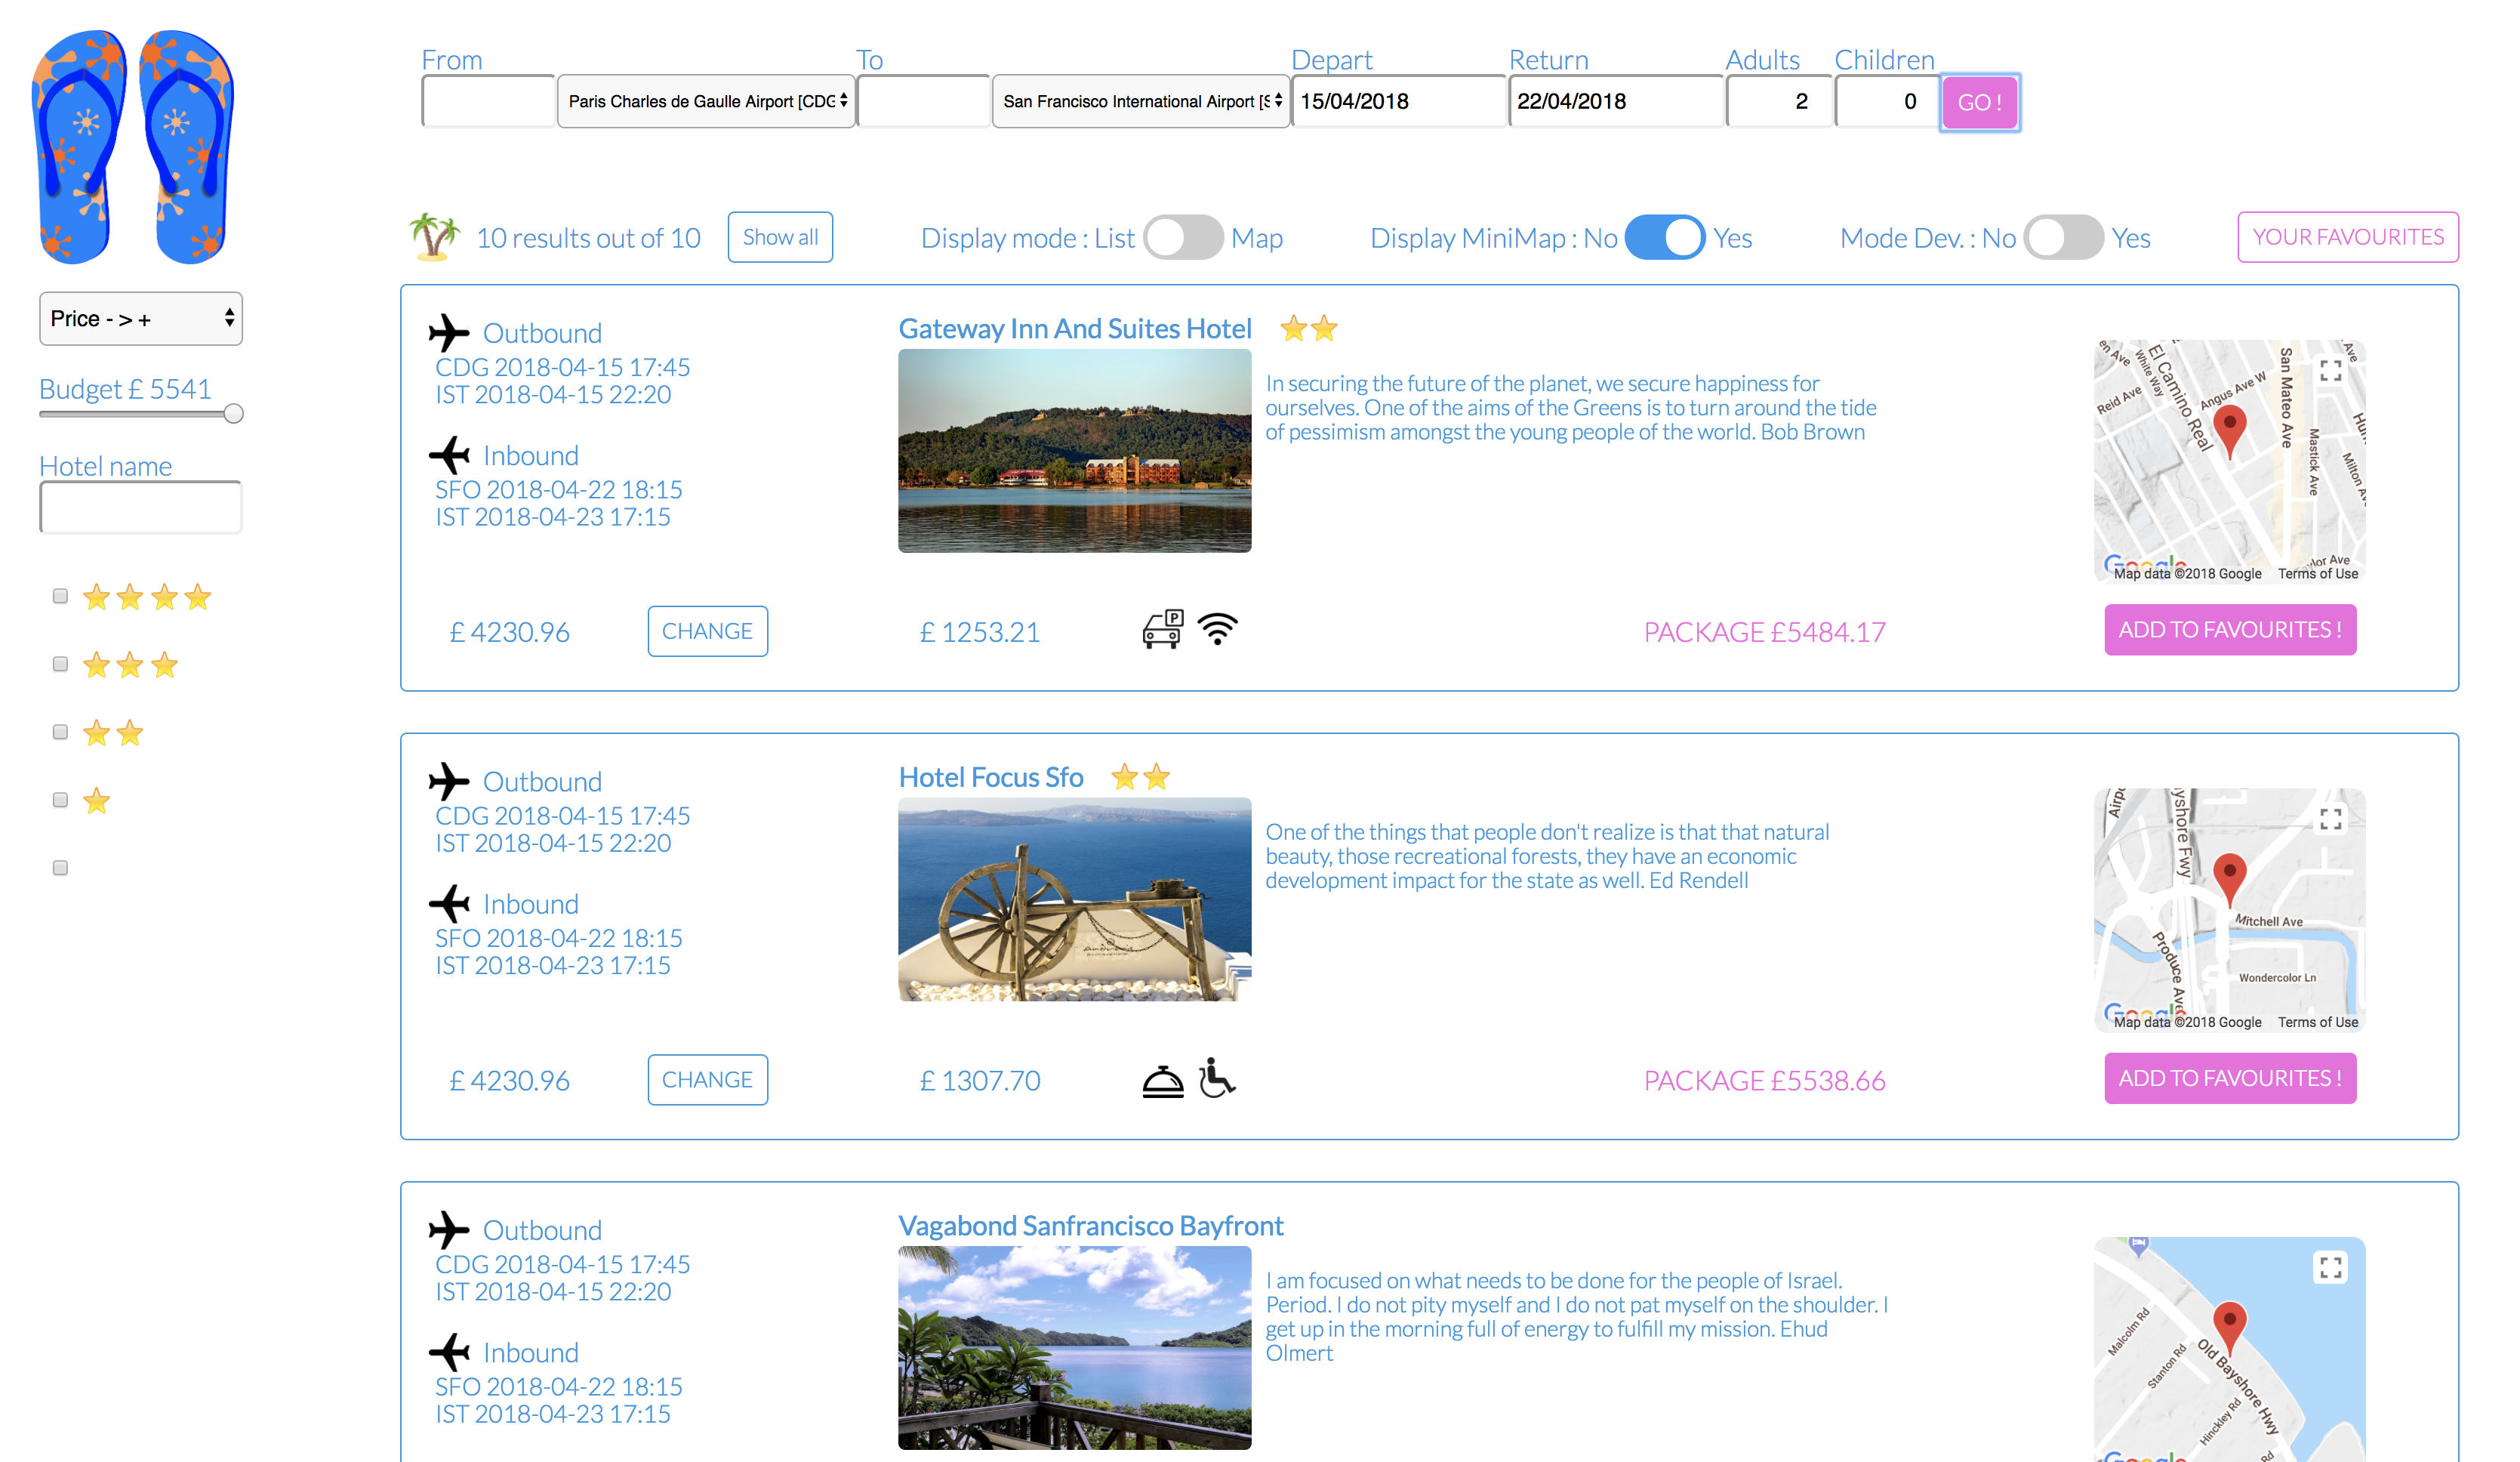 From
To
Depart
Return
Adults
Children
Paris Charles de Gaulle Airport [CDG
San Francisco International Airport [S
15/04/2018
22/04/2018
2
0
GO !
10 results out of 10
Show all
Display mode : List
Map
Display MiniMap : No
Yes
Mode Dev. : No
Yes
YOUR FAVOURITES
Price - > +
Budget £ 5541
Hotel name
Outbound
CDG 2018-04-15 17:45
IST 2018-04-15 22:20
Inbound
SFO 2018-04-22 18:15
IST 2018-04-23 17:15
£ 4230.96
CHANGE
Gateway Inn And Suites Hotel
In securing the future of the planet, we secure happiness for
ourselves. One of the aims of the Greens is to turn around the tide
of pessimism amongst the young people of the world. Bob Brown
£ 1253.21
P
PACKAGE £5484.17
White Way
El Camino Real
Reid Ave
Angus Ave W
San Mateo Ave
Mastick Ave
Google
Map data ©2018 Google
Terms of Use
ADD TO FAVOURITES !
Outbound
CDG 2018-04-15 17:45
IST 2018-04-15 22:20
Inbound
SFO 2018-04-22 18:15
IST 2018-04-23 17:15
£ 4230.96
CHANGE
Hotel Focus Sfo
One of the things that people don't realize is that that natural
beauty, those recreational forests, they have an economic
development impact for the state as well. Ed Rendell
£ 1307.70
PACKAGE £5538.66
Airpo
yshore Fwy
Mitchell Ave
Produce Ave
Wondercolor Ln
Google
Map data ©2018 Google
Terms of Use
ADD TO FAVOURITES !
Outbound
CDG 2018-04-15 17:45
IST 2018-04-15 22:20
Inbound
SFO 2018-04-22 18:15
IST 2018-04-23 17:15
Vagabond Sanfrancisco Bayfront
I am focused on what needs to be done for the people of Israel.
Period. I do not pity myself and I do not pat myself on the shoulder. I
get up in the morning full of energy to fulfill my mission. Ehud
Olmert
Malcolm Rd
Stanton Rd
Old Bayshore Hwy
Hinckley Rd
Rd
Google